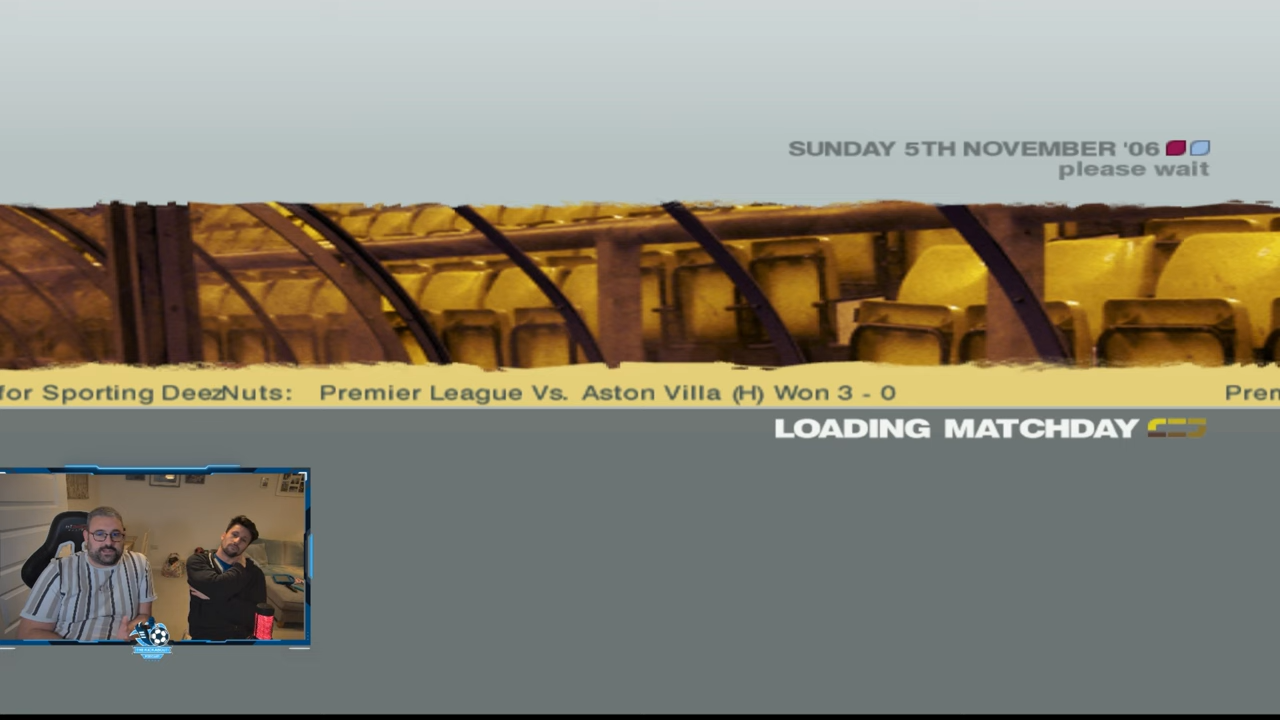 SUNDAY 5TH NOVEMBER '06
please wait
for Sporting DeezNuts: Premier League Vs. Aston Villa (H) Won 3 - 0 Prem
LOADING MATCHDAY